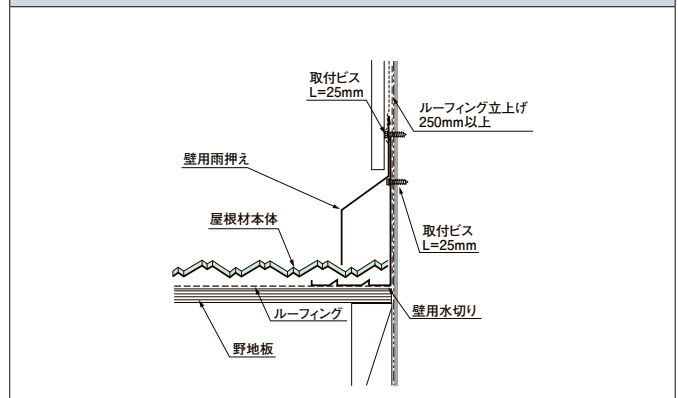 取付ビス
L=25mm
ルーフィング立上げ
250mm以上
壁用雨押え
屋根材本体
取付ビス
L=25mm
ルーフィング
壁用水切り
野地板